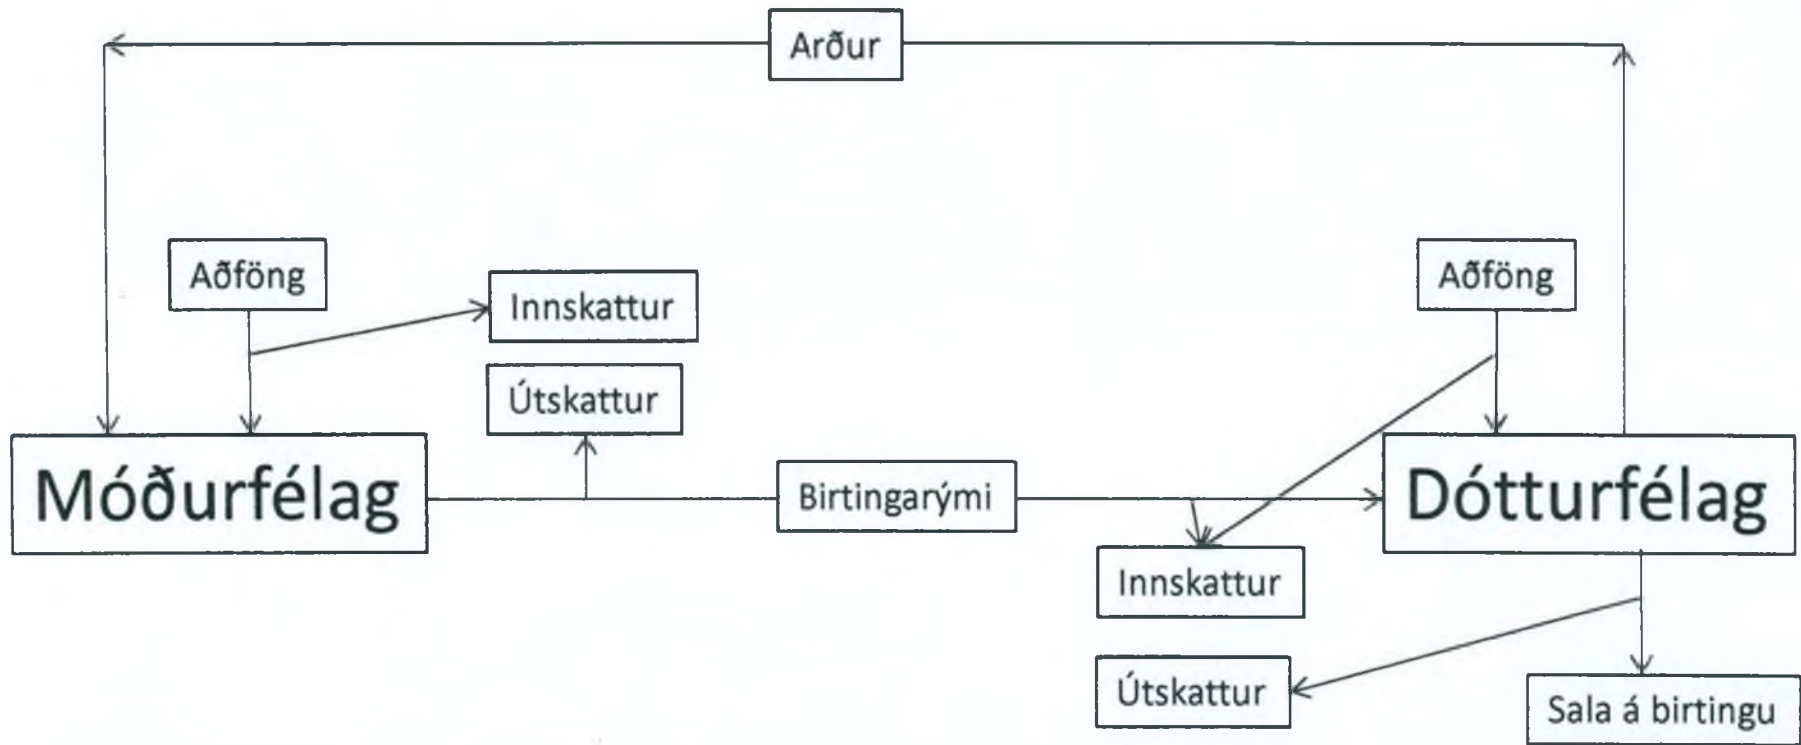 Arður
Aðföng
Aðföng
Innskattur
Útskattur
Móðurfélag
Birtingarými
Dótturfélag
Innskattur
Útskattur
Sala á birtingu